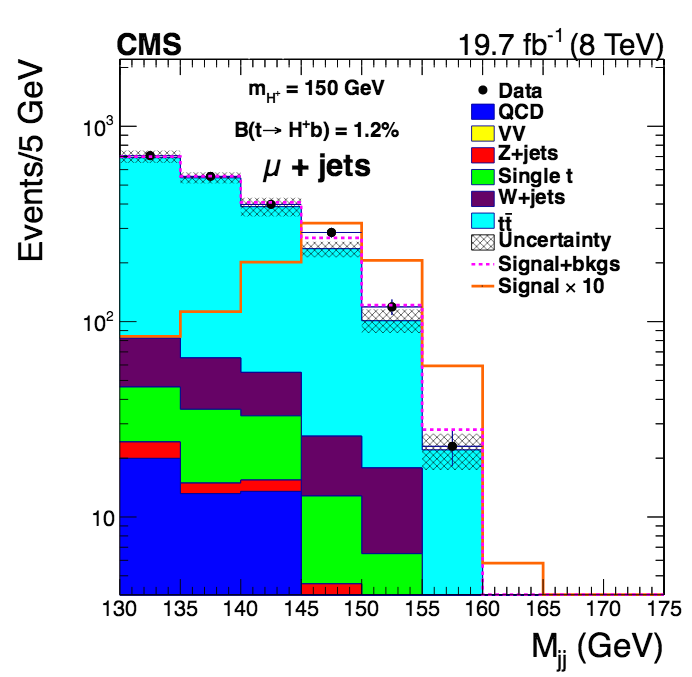 CMS 19.7 fb⁻¹ (8 TeV)
Events/5 GeV
m_H⁺ = 150 GeV
B(t→ H⁺b) = 1.2%
μ + jets
Data
QCD
VV
Z+jets
Single t
W+jets
tt̄
Uncertainty
Signal+bkgs
Signal × 10
10³
10²
10
130 135 140 145 150 155 160 165 170 175
M_jj (GeV)